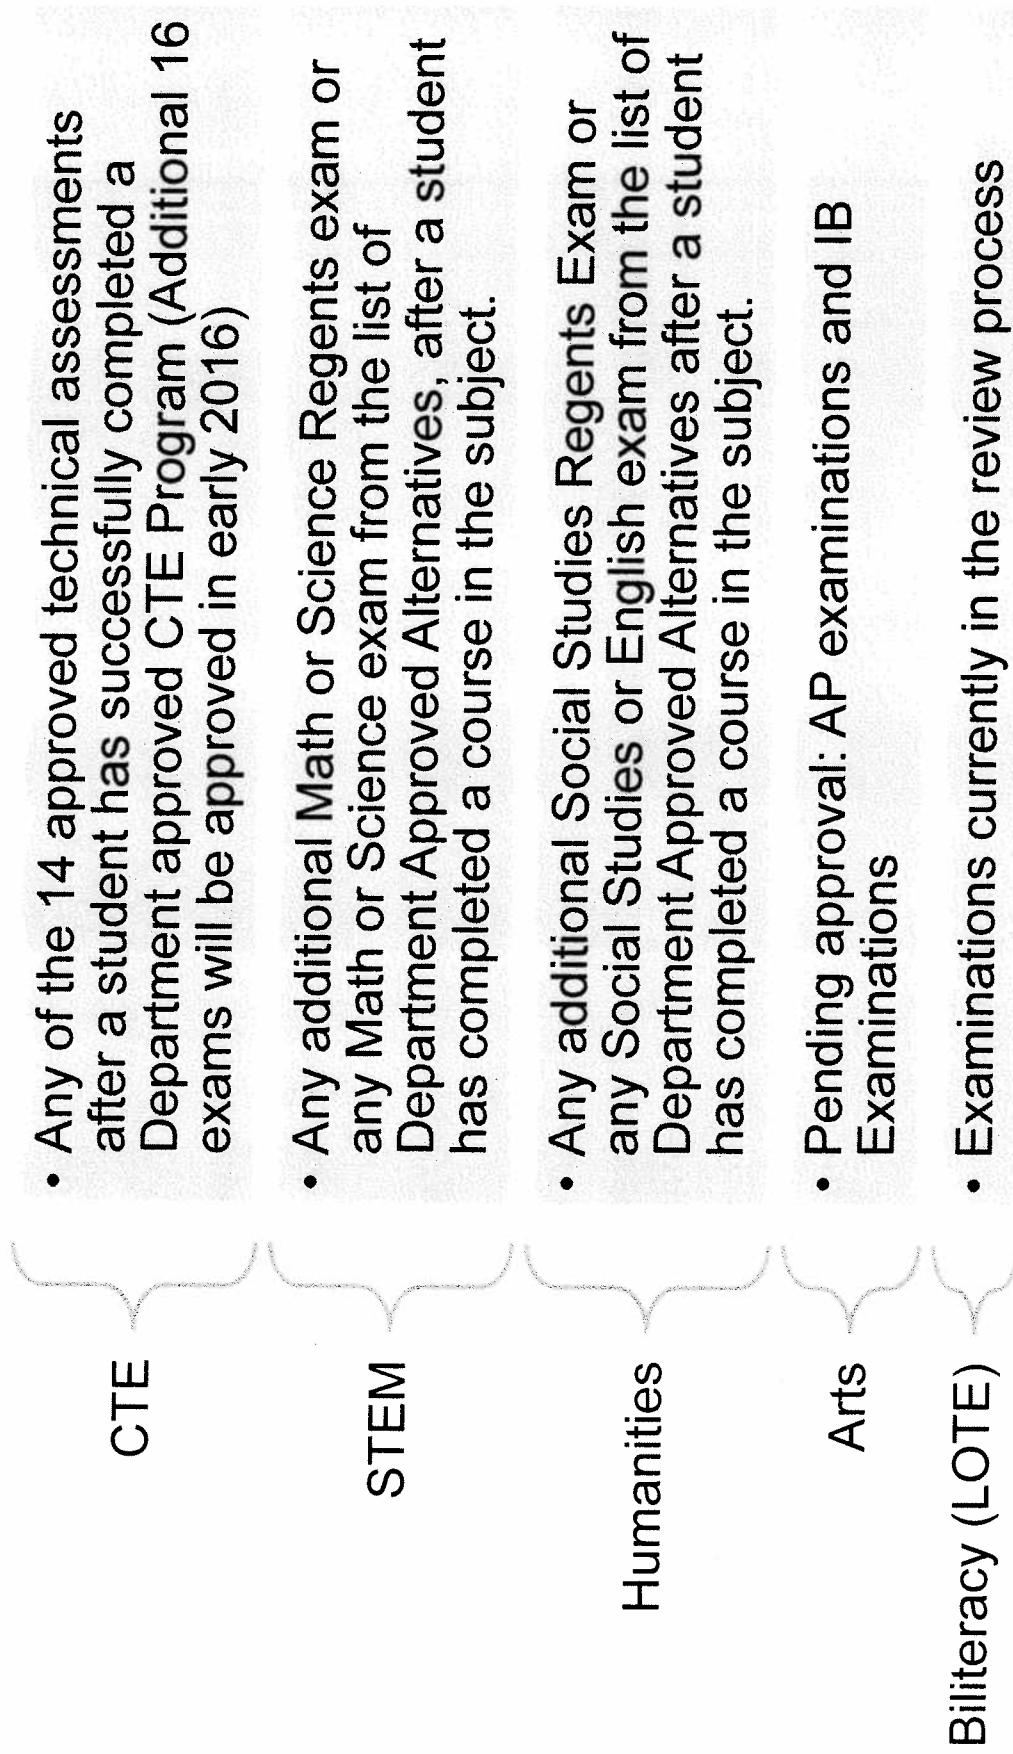 CTE
• Any of the 14 approved technical assessments
after a student has successfully completed a
Department approved CTE Program (Additional 16
exams will be approved in early 2016)
STEM
• Any additional Math or Science Regents exam or
any Math or Science exam from the list of
Department Approved Alternatives, after a student
has completed a course in the subject.
Humanities
• Any additional Social Studies Regents Exam or
any Social Studies or English exam from the list of
Department Approved Alternatives after a student
has completed a course in the subject.
Arts
• Pending approval: AP examinations and IB
Examinations
Biliteracy (LOTE)
• Examinations currently in the review process